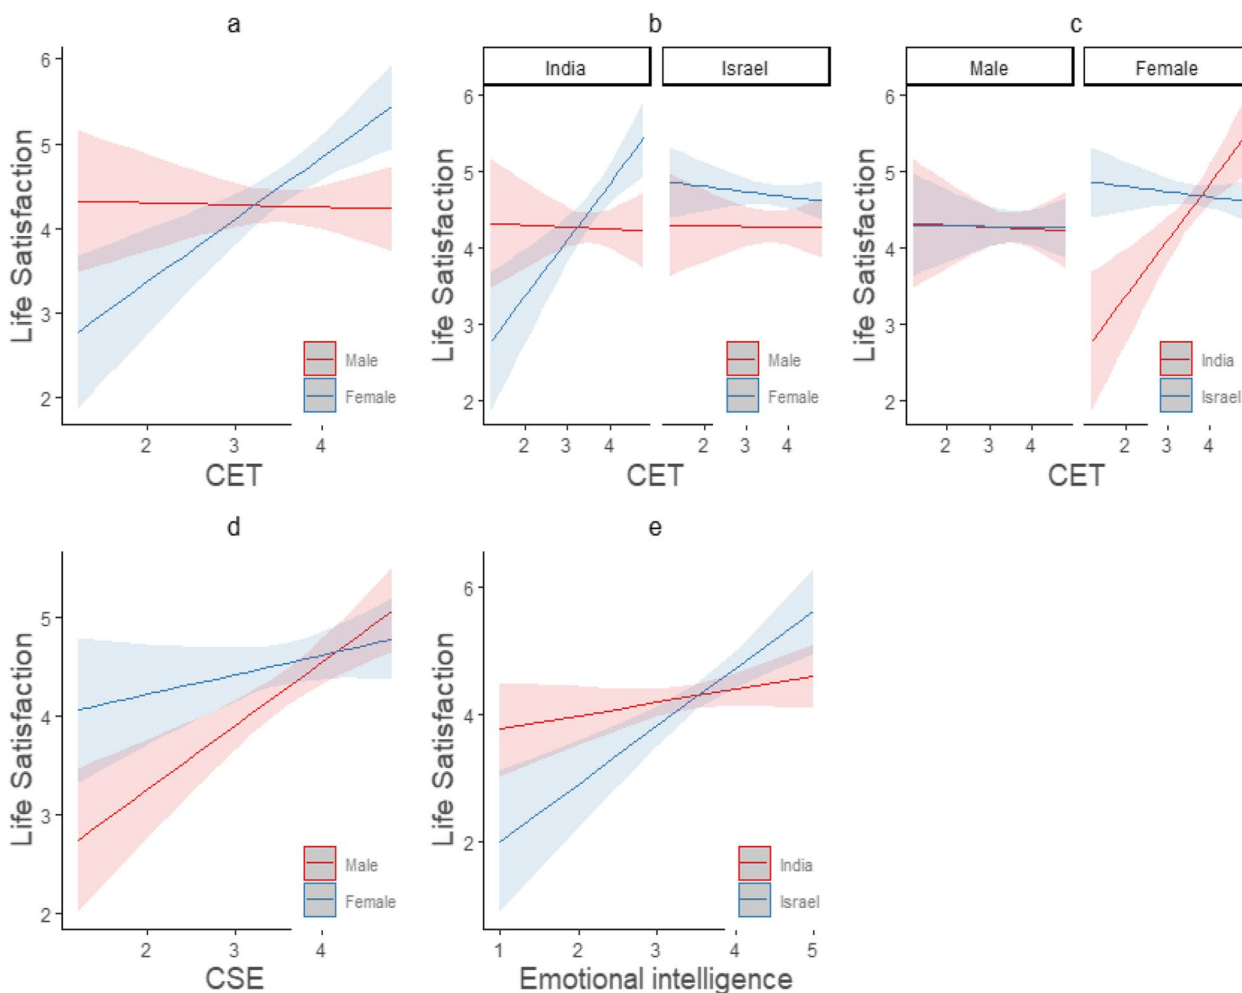 a
6
5
4
3
2
Life Satisfaction
Male
Female
2 3 4
CET
b
India Israel
6
5
4
3
2
Life Satisfaction
Male
Female
2 3 4 2 3 4
CET
c
Male Female
6
5
4
3
2
Life Satisfaction
India
Israel
2 3 4 2 3 4
CET
d
5
4
3
2
Life Satisfaction
Male
Female
2 3 4
CSE
e
6
4
2
Life Satisfaction
India
Israel
1 2 3 4 5
Emotional intelligence